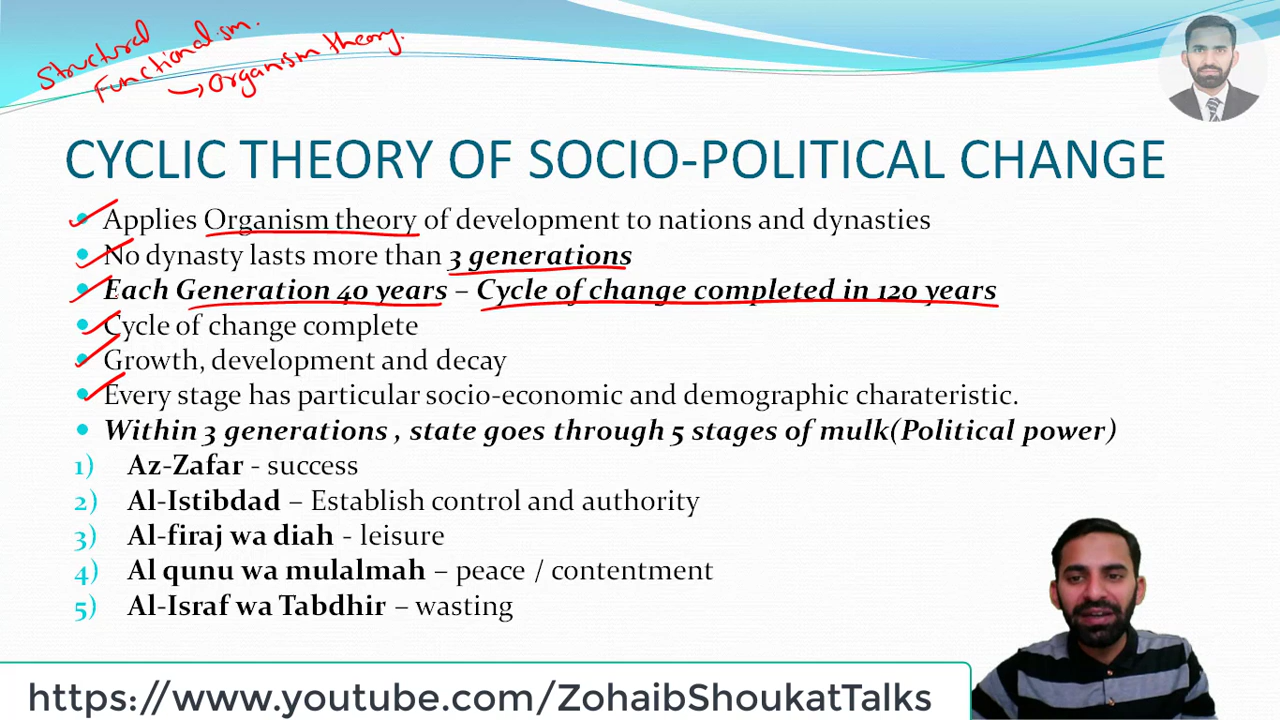 Structural
Functionalism.
→ Organism theory.
CYCLIC THEORY OF SOCIO-POLITICAL CHANGE
Applies Organism theory of development to nations and dynasties
No dynasty lasts more than 3 generations
Each Generation 40 years – Cycle of change completed in 120 years
Cycle of change complete
Growth, development and decay
Every stage has particular socio-economic and demographic charateristic.
Within 3 generations , state goes through 5 stages of mulk(Political power)
1) Az-Zafar - success
2) Al-Istibdad – Establish control and authority
3) Al-firaj wa diah - leisure
4) Al qunu wa mulalmah – peace / contentment
5) Al-Israf wa Tabdhir – wasting
https://www.youtube.com/ZohaibShoukatTalks